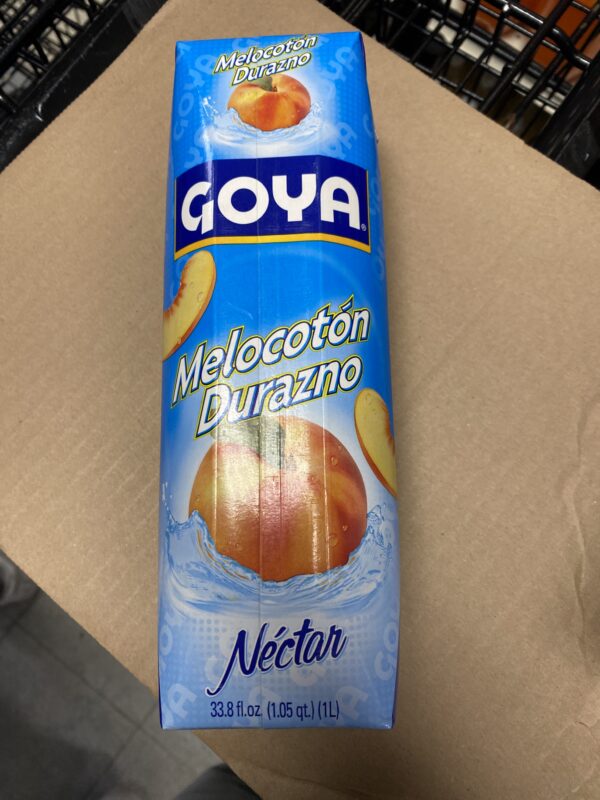 Melocotón
Durazno
GOYA®
Melocotón
Durazno
Néctar
33.8 fl.oz. (1.05 qt.) (1L)